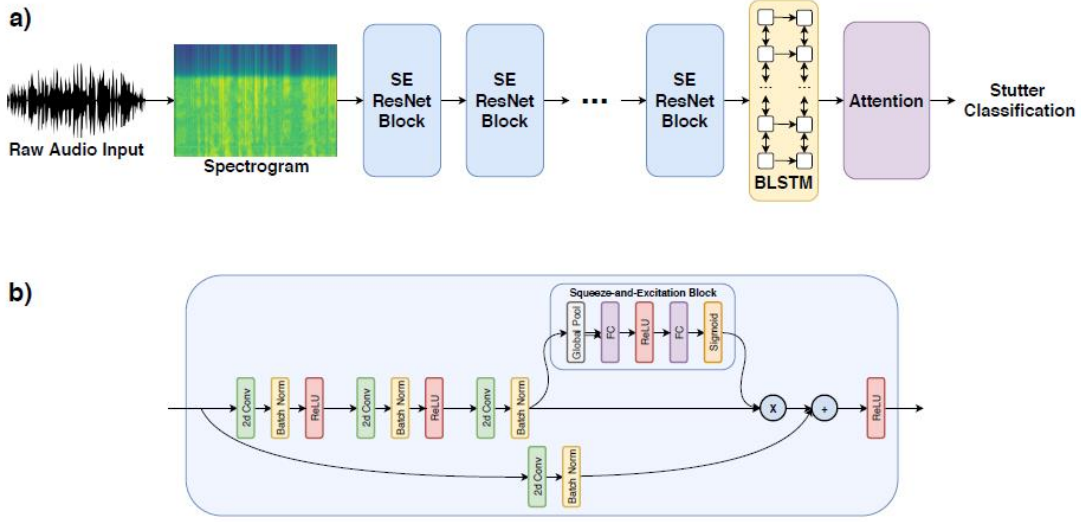 a)
Raw Audio Input
Spectrogram
SE
ResNet
Block
SE
ResNet
Block
...
SE
ResNet
Block
BLSTM
Attention
Stutter
Classification
b)
Squeeze-and-Excitation Block
Global Pool
FC
ReLU
FC
Sigmoid
2d Conv
Batch Norm
ReLU
2d Conv
Batch Norm
ReLU
2d Conv
Batch Norm
X
+
ReLU
2d Conv
Batch Norm